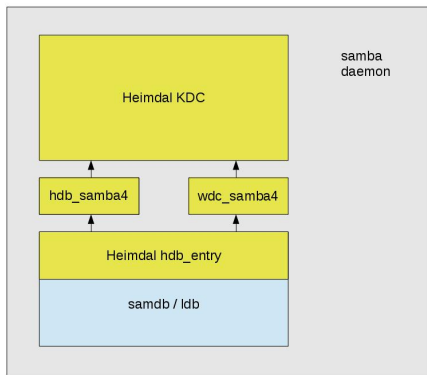 samba
daemon
Heimdal KDC
hdb_samba4
wdc_samba4
Heimdal hdb_entry
samdb / ldb